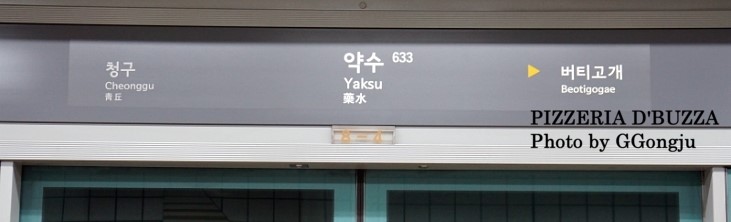 청구
Cheonggu
靑丘
약수 633
Yaksu
藥水
버티고개
Beotigogae
8-4
PIZZERIA D'BUZZA
Photo by GGongju